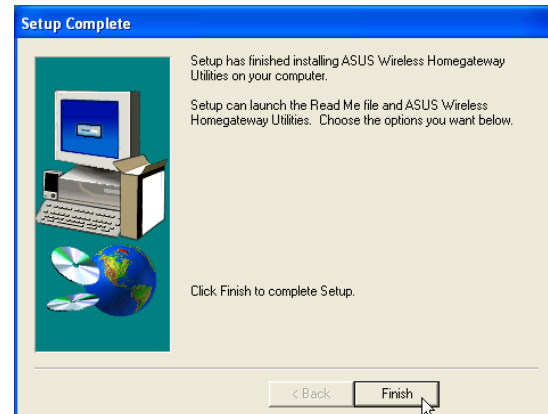 Setup Complete
Setup has finished installing ASUS Wireless Homegateway
Utilities on your computer.
Setup can launch the Read Me file and ASUS Wireless
Homegateway Utilities.  Choose the options you want below.
Click Finish to complete Setup.
< Back Finish